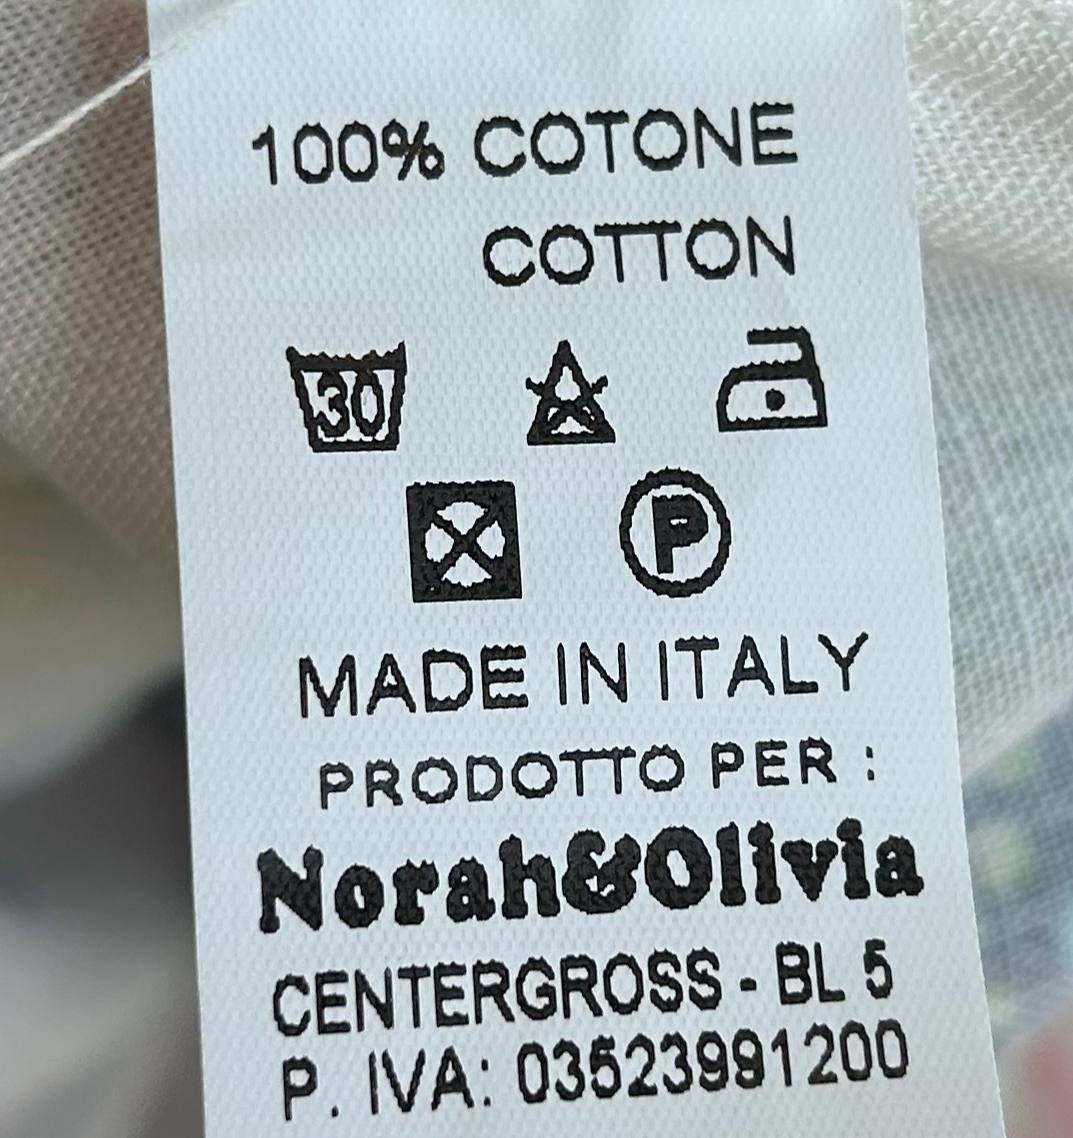 100% COTONE
COTTON
30
P
MADE IN ITALY
PRODOTTO PER :
Norah&Olivia
CENTERGROSS - BL 5
P. IVA: 03523991200